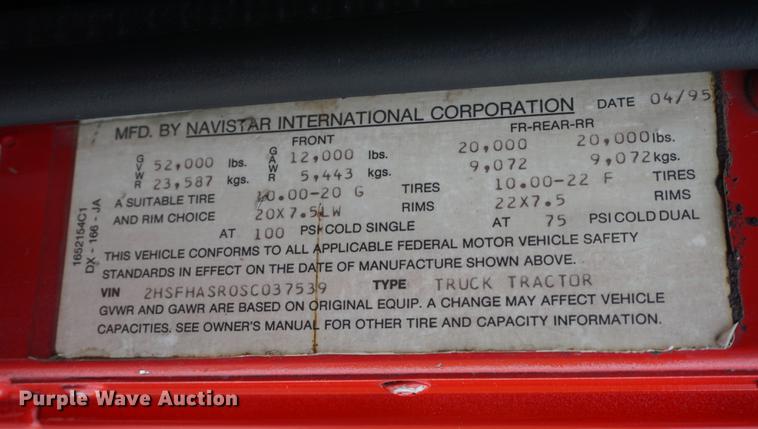 MFD. BY NAVISTAR INTERNATIONAL CORPORATION DATE 04/95
FRONT FR-REAR-RR
GVWR 52,000 lbs. GAWR 12,000 lbs. 20,000 20,000 lbs.
23,587 kgs. 5,443 kgs. 9,072 9,072 kgs.
A SUITABLE TIRE 10.00-20 G TIRES 10.00-22 F TIRES
AND RIM CHOICE 20X7.5LW RIMS 22X7.5 RIMS
AT 100 PSI COLD SINGLE AT 75 PSI COLD DUAL
THIS VEHICLE CONFORMS TO ALL APPLICABLE FEDERAL MOTOR VEHICLE SAFETY
STANDARDS IN EFFECT ON THE DATE OF MANUFACTURE SHOWN ABOVE.
VIN 2HSFHASR0SC037539 TYPE TRUCK TRACTOR
GVWR AND GAWR ARE BASED ON ORIGINAL EQUIP. A CHANGE MAY AFFECT VEHICLE
CAPACITIES. SEE OWNER'S MANUAL FOR OTHER TIRE AND CAPACITY INFORMATION.
1652154C1
DX - 166 - JA
Purple Wave Auction